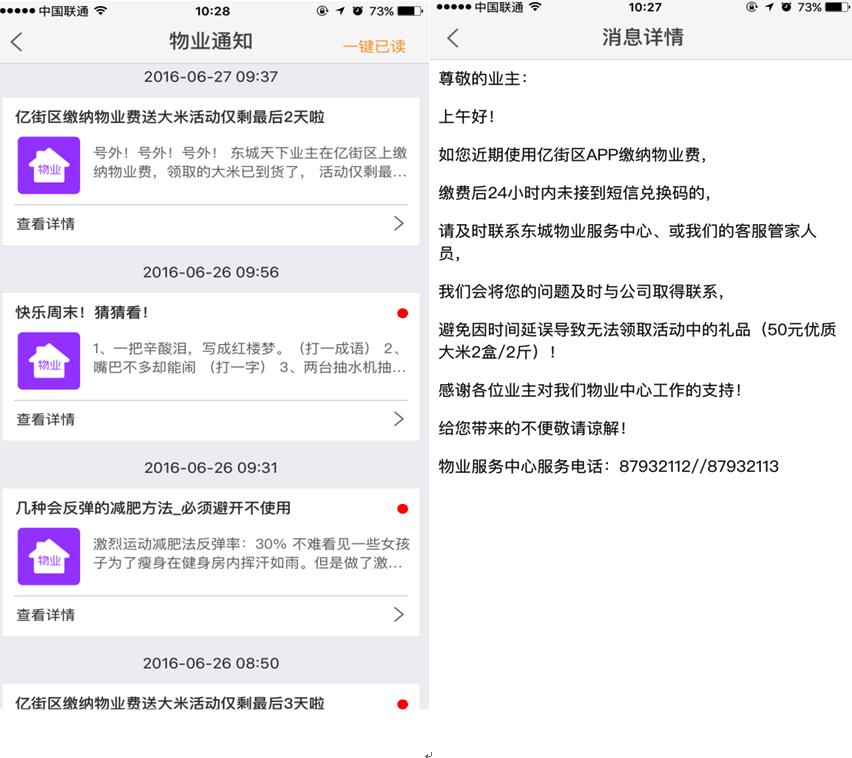 中国联通 10:28 73%
物业通知 一键已读
2016-06-27 09:37
亿街区缴纳物业费送大米活动仅剩最后2天啦
物业
号外！号外！号外！ 东城天下业主在亿街区上缴
纳物业费，领取的大米已到货了， 活动仅剩最...
查看详情
2016-06-26 09:56
快乐周末！猜猜看！
物业
1、一把辛酸泪，写成红楼梦。（打一成语） 2、
嘴巴不多却能闹 （打一字） 3、两台抽水机抽...
查看详情
2016-06-26 09:31
几种会反弹的减肥方法_必须避开不使用
物业
激烈运动减肥法反弹率：30% 不难看见一些女孩
子为了瘦身在健身房内挥汗如雨。但是做了激...
查看详情
2016-06-26 08:50
亿街区缴纳物业费送大米活动仅剩最后3天啦
中国联通 10:27 73%
消息详情
尊敬的业主：
上午好！
如您近期使用亿街区APP缴纳物业费，
缴费后24小时内未接到短信兑换码的，
请及时联系东城物业服务中心、或我们的客服管家人
员，
我们会将您的问题及时与公司取得联系，
避免因时间延误导致无法领取活动中的礼品（50元优质
大米2盒/2斤）！
感谢各位业主对我们物业中心工作的支持！
给您带来的不便敬请谅解！
物业服务中心服务电话：87932112//87932113